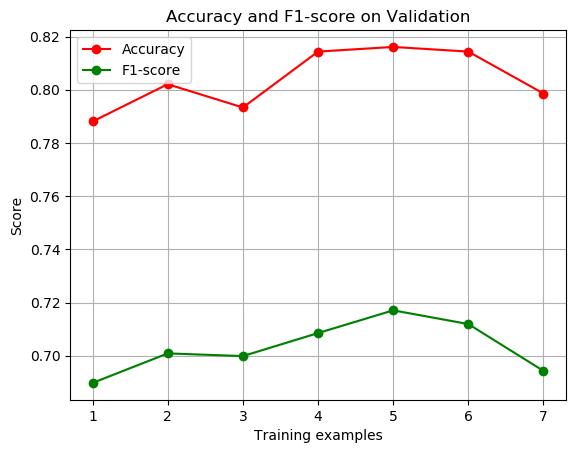 Accuracy and F1-score on Validation
Accuracy
F1-score
0.82
0.80
0.78
0.76
0.74
0.72
0.70
Score
1 2 3 4 5 6 7
Training examples